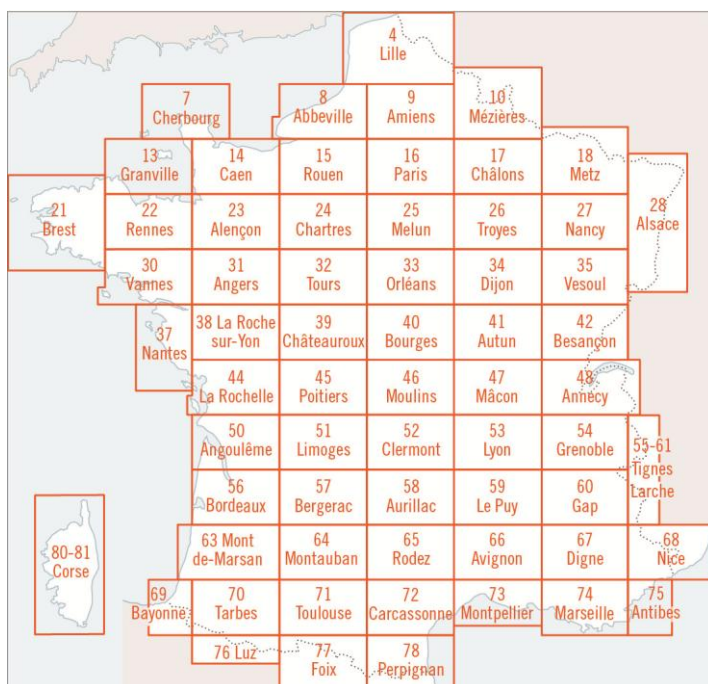 4
Lille
7
Cherbourg
8
Abbeville
9
Amiens
10
Mézières
13
Granville
14
Caen
15
Rouen
16
Paris
17
Châlons
18
Metz
21
Brest
22
Rennes
23
Alençon
24
Chartres
25
Melun
26
Troyes
27
Nancy
28
Alsace
30
Vannes
31
Angers
32
Tours
33
Orléans
34
Dijon
35
Vesoul
37
Nantes
38 La Roche
sur-Yon
39
Châteauroux
40
Bourges
41
Autun
42
Besançon
44
La Rochelle
45
Poitiers
46
Moulins
47
Mâcon
48
Annecy
50
Angoulême
51
Limoges
52
Clermont
53
Lyon
54
Grenoble
55-61
Tignes
Larche
56
Bordeaux
57
Bergerac
58
Aurillac
59
Le Puy
60
Gap
80-81
Corse
63 Mont
de-Marsan
64
Montauban
65
Rodez
66
Avignon
67
Digne
68
Nice
69
Bayonne
70
Tarbes
71
Toulouse
72
Carcassonne
73
Montpellier
74
Marseille
75
Antibes
76 Luz
77
Foix
78
Perpignan